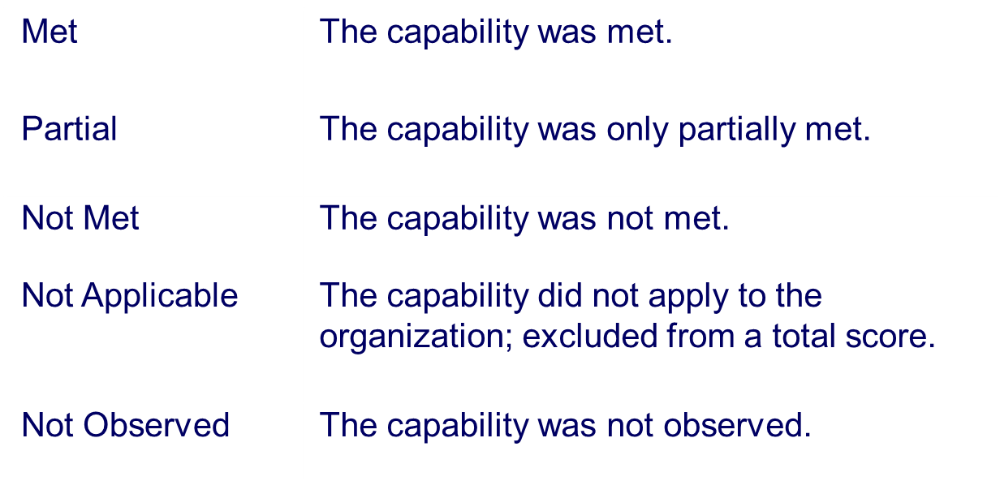 Met The capability was met.
Partial The capability was only partially met.
Not Met The capability was not met.
Not Applicable The capability did not apply to the
organization; excluded from a total score.
Not Observed The capability was not observed.